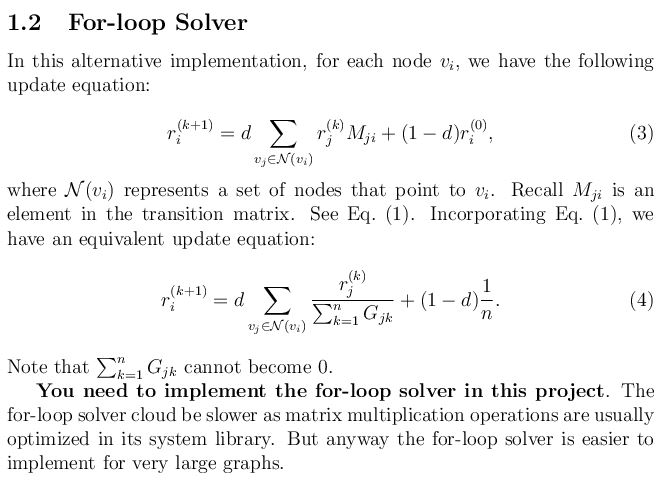 1.2 For-loop Solver
In this alternative implementation, for each node v_i, we have the following
update equation:
r_i^{(k+1)} = d \sum_{v_j \in \mathcal{N}(v_i)} r_j^{(k)} M_{ji} + (1 − d) r_i^{(0)}, (3)
where \mathcal{N}(v_i) represents a set of nodes that point to v_i. Recall M_{ji} is an
element in the transition matrix. See Eq. (1). Incorporating Eq. (1), we
have an equivalent update equation:
r_i^{(k+1)} = d \sum_{v_j \in \mathcal{N}(v_i)} \frac{r_j^{(k)}}{\sum_{k=1}^{n} G_{jk}} + (1 − d) \frac{1}{n}. (4)
Note that \sum_{k=1}^{n} G_{jk} cannot become 0.
You need to implement the for-loop solver in this project. The
for-loop solver cloud be slower as matrix multiplication operations are usually
optimized in its system library. But anyway the for-loop solver is easier to
implement for very large graphs.